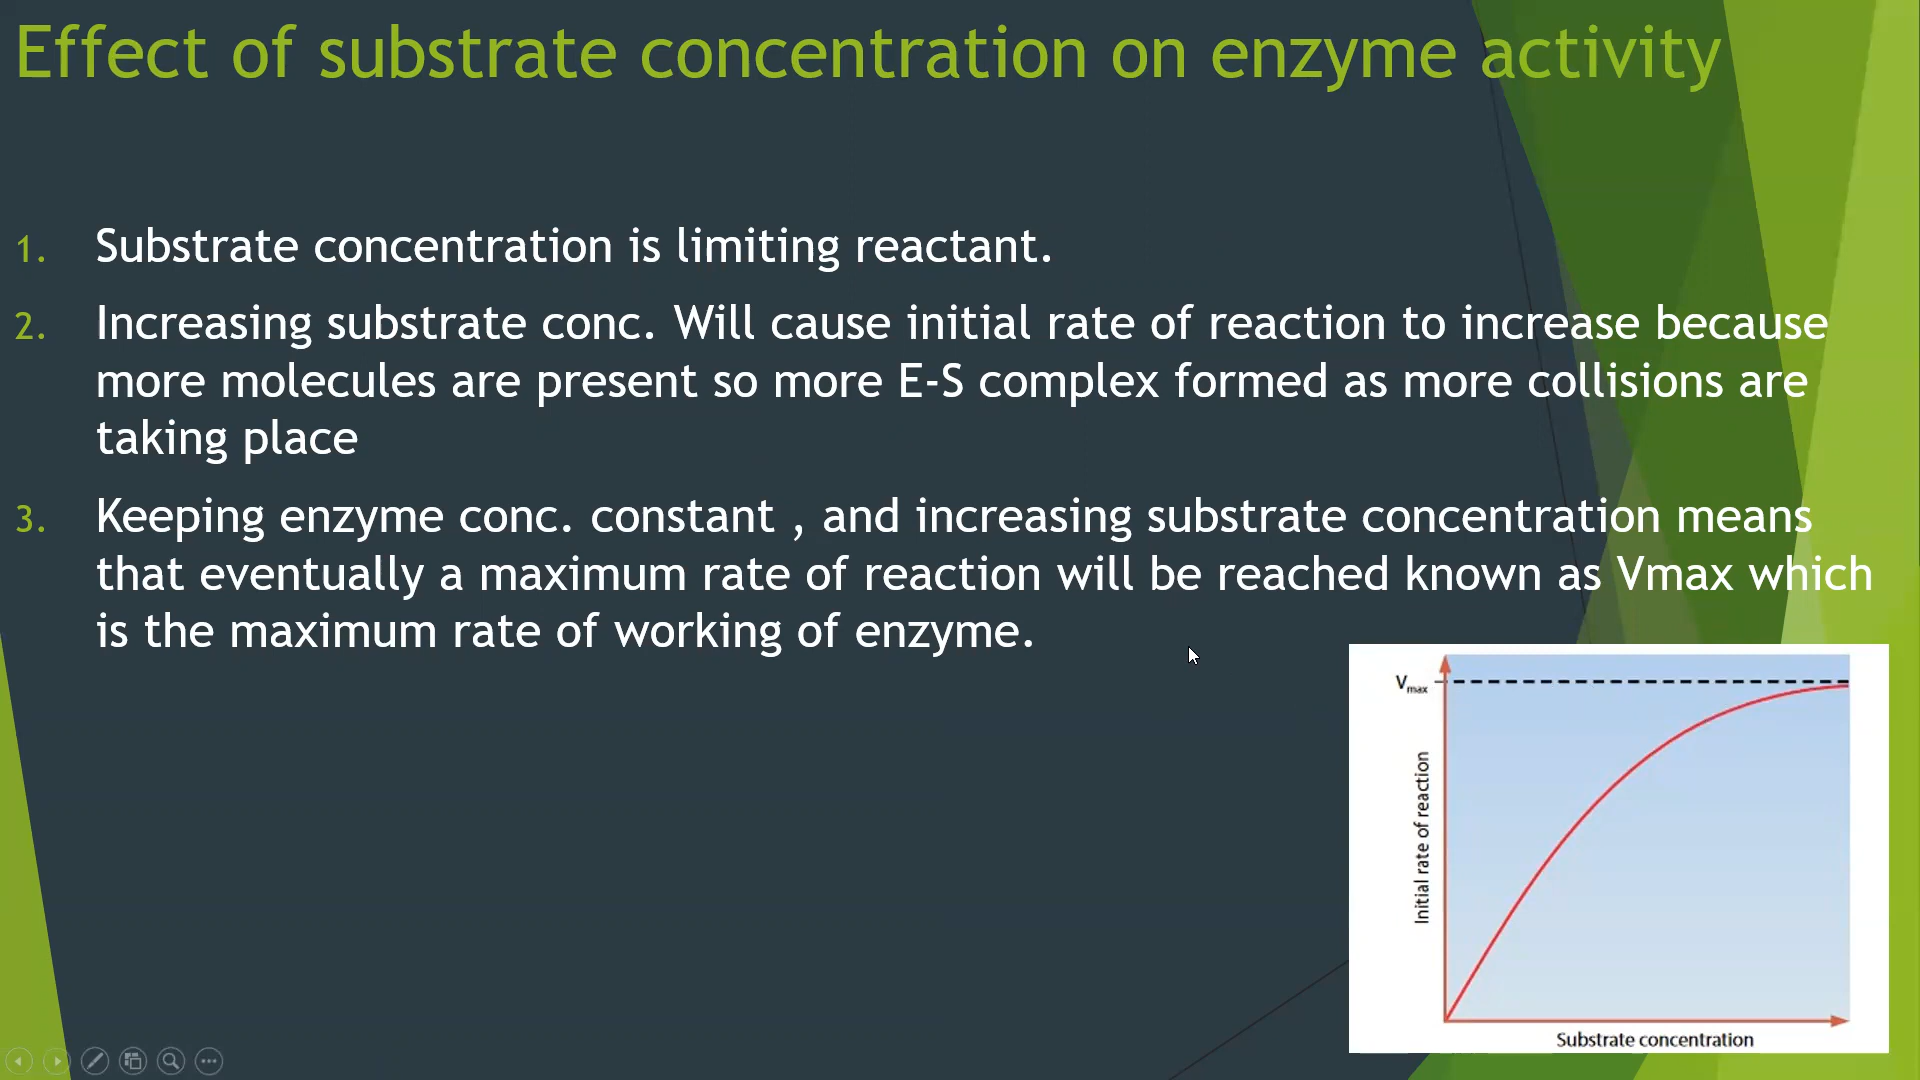 Effect of substrate concentration on enzyme activity
1. Substrate concentration is limiting reactant.
2. Increasing substrate conc. Will cause initial rate of reaction to increase because
more molecules are present so more E-S complex formed as more collisions are
taking place
3. Keeping enzyme conc. constant , and increasing substrate concentration means
that eventually a maximum rate of reaction will be reached known as Vmax which
is the maximum rate of working of enzyme.
Vmax
Initial rate of reaction
Substrate concentration